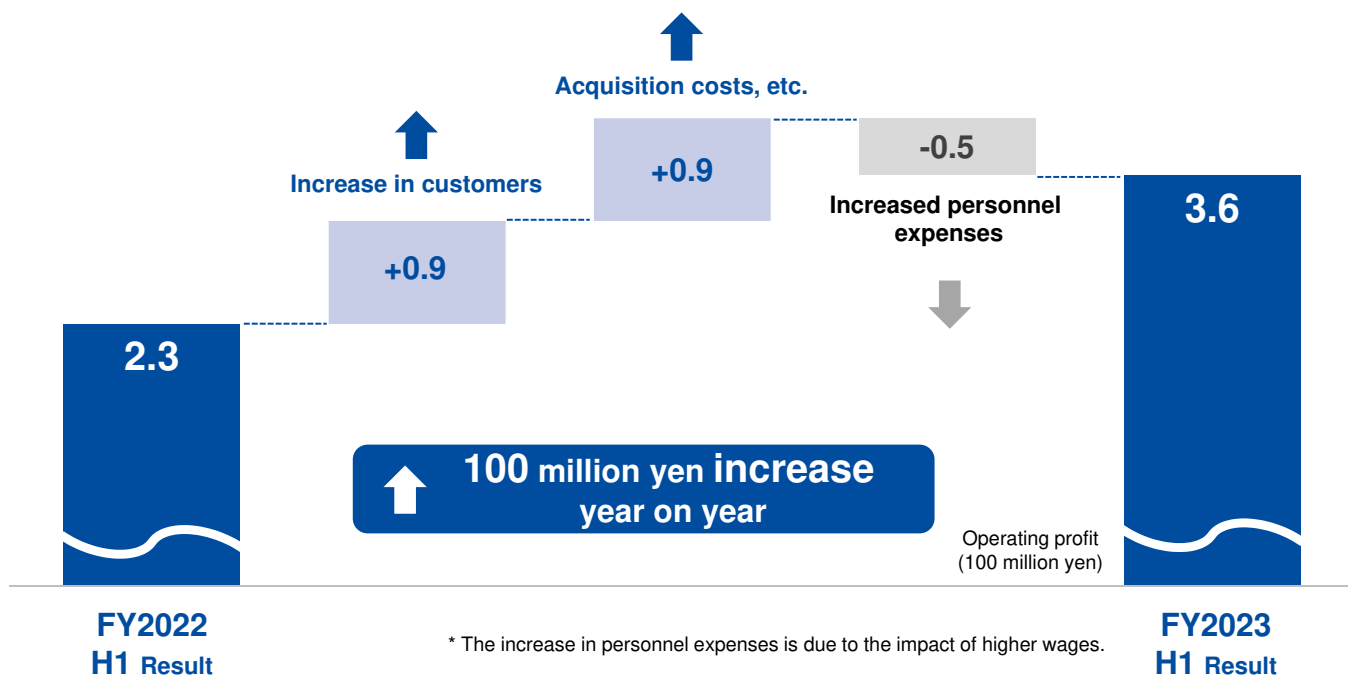 Acquisition costs, etc.
Increase in customers
+0.9
+0.9
-0.5
Increased personnel
expenses
2.3
3.6
100 million yen increase
year on year
Operating profit
(100 million yen)
FY2022
H1 Result
* The increase in personnel expenses is due to the impact of higher wages.
FY2023
H1 Result